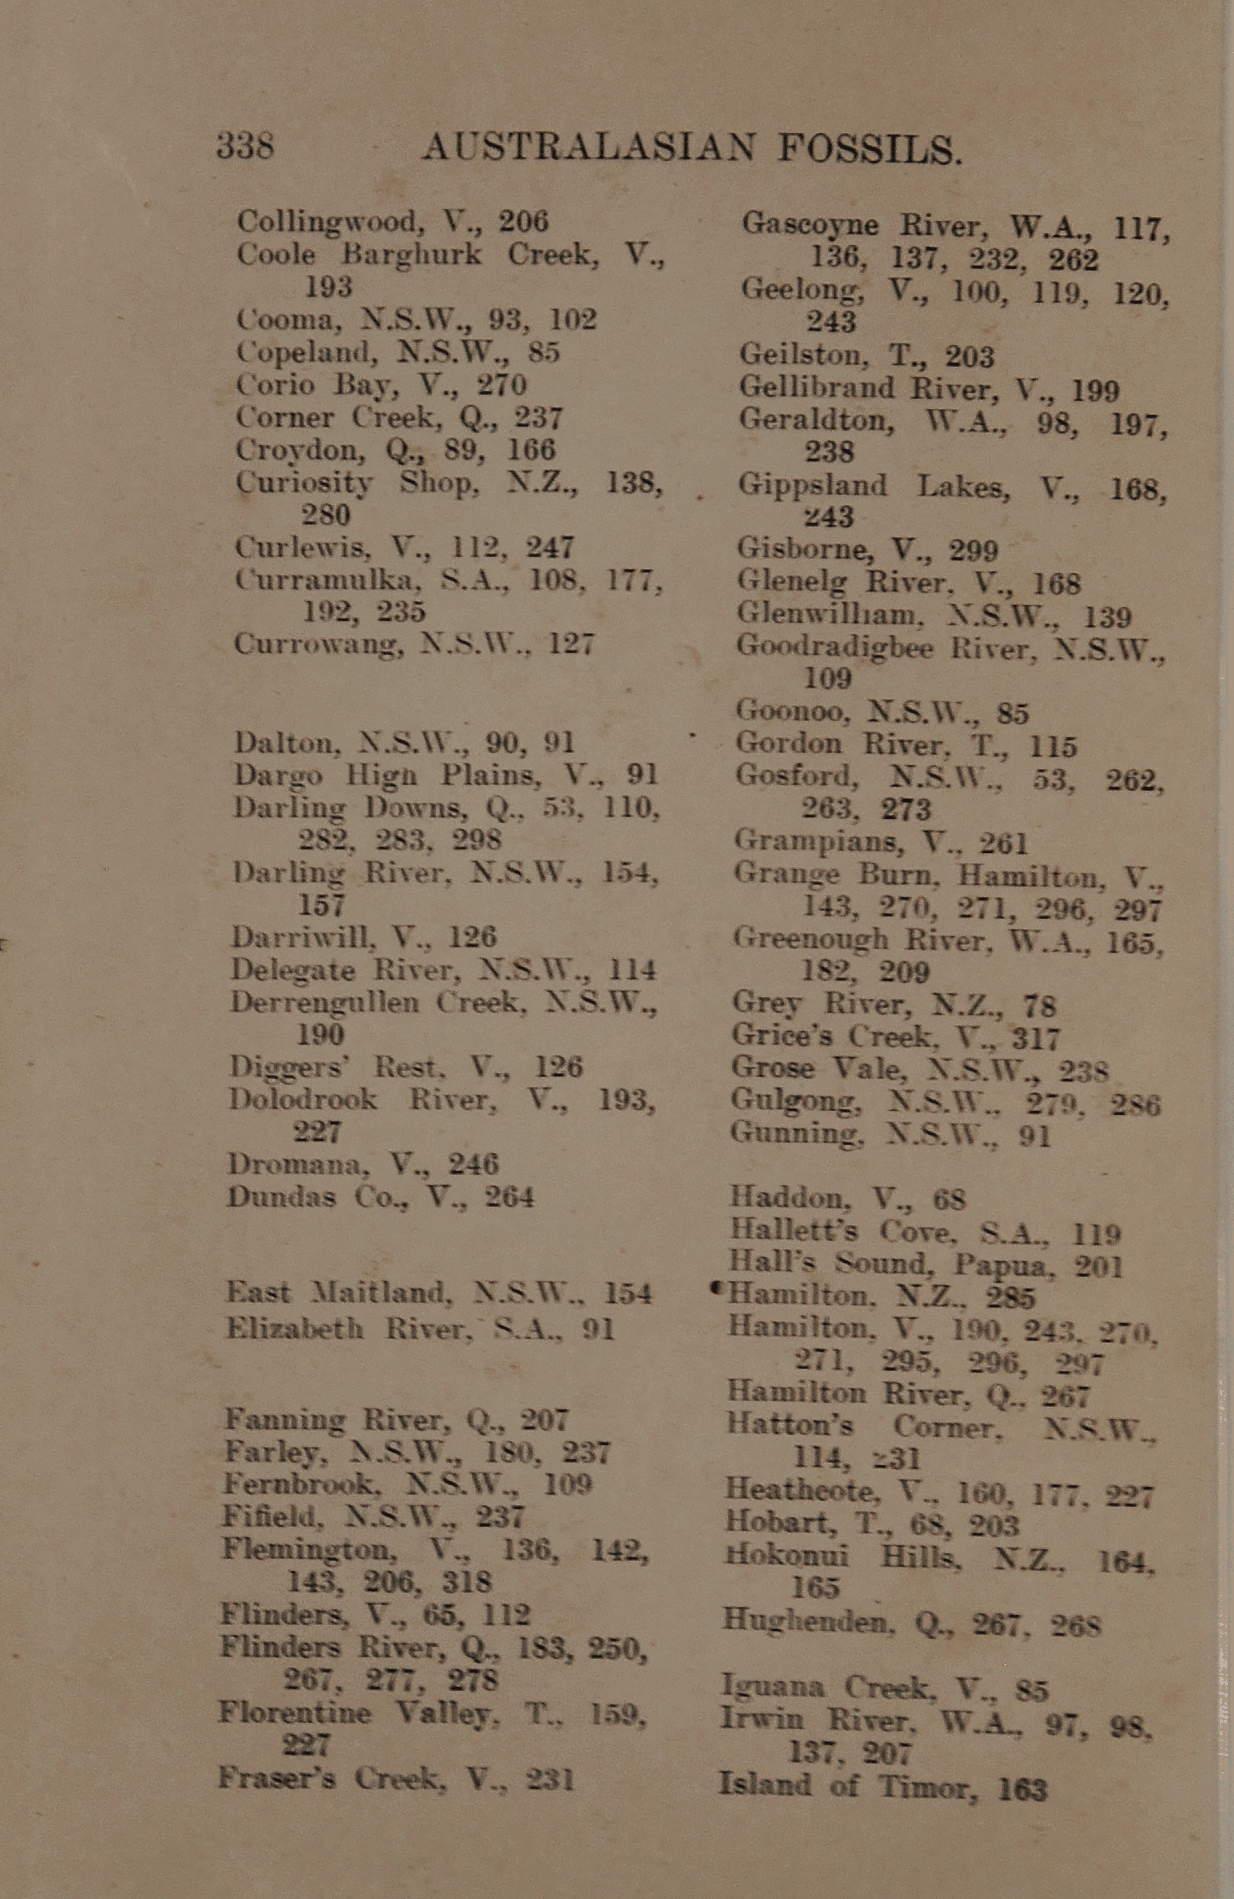 338 AUSTRALASIAN FOSSILS.
Collingwood, V., 206
Coole Barghurk Creek, V.,
193
Cooma, N.S.W., 93, 102
Copeland, N.S.W., 85
Corio Bay, V., 270
Corner Creek, Q., 237
Croydon, Q., 89, 166
Curiosity Shop, N.Z., 138,
280
Curlewis, V., 112, 247
Curramulka, S.A., 108, 177,
192, 235
Currowang, N.S.W., 127
Dalton, N.S.W., 90, 91
Dargo High Plains, V., 91
Darling Downs, Q., 53, 110,
282, 283, 298
Darling River, N.S.W., 154,
157
Darriwill, V., 126
Delegate River, N.S.W., 114
Derrengullen Creek, N.S.W.,
190
Diggers' Rest, V., 126
Dolodrook River, V., 193,
227
Dromana, V., 246
Dundas Co., V., 264
East Maitland, N.S.W., 154
Elizabeth River, S.A., 91
Fanning River, Q., 207
Farley, N.S.W., 180, 237
Fernbrook, N.S.W., 109
Fifield, N.S.W., 237
Flemington, V., 136, 142,
143, 206, 318
Flinders, V., 65, 112
Flinders River, Q., 183, 250,
267, 277, 278
Florentine Valley, T., 159,
227
Fraser's Creek, V., 231
Gascoyne River, W.A., 117,
136, 137, 232, 262
Geelong, V., 100, 119, 120,
243
Geilston, T., 203
Gellibrand River, V., 199
Geraldton, W.A., 98, 197,
238
Gippsland Lakes, V., 168,
243
Gisborne, V., 299
Glenelg River, V., 168
Glenwilliam, N.S.W., 139
Goodradigbee River, N.S.W.,
109
Goonoo, N.S.W., 85
Gordon River, T., 115
Gosford, N.S.W., 53, 262,
263, 273
Grampians, V., 261
Grange Burn, Hamilton, V.,
143, 270, 271, 296, 297
Greenough River, W.A., 165,
182, 209
Grey River, N.Z., 78
Grice's Creek, V., 317
Grose Vale, N.S.W., 238
Gulgong, N.S.W., 279, 286
Gunning, N.S.W., 91
Haddon, V., 68
Hallett's Cove, S.A., 119
Hall's Sound, Papua, 201
Hamilton, N.Z., 285
Hamilton, V., 190, 243, 270,
271, 295, 296, 297
Hamilton River, Q., 267
Hatton's Corner, N.S.W.,
114, 231
Heathcote, V., 160, 177, 227
Hobart, T., 68, 203
Hokonui Hills, N.Z., 164,
165
Hughenden, Q., 267, 268
Iguana Creek, V., 85
Irwin River, W.A., 97, 98,
137, 207
Island of Timor, 163